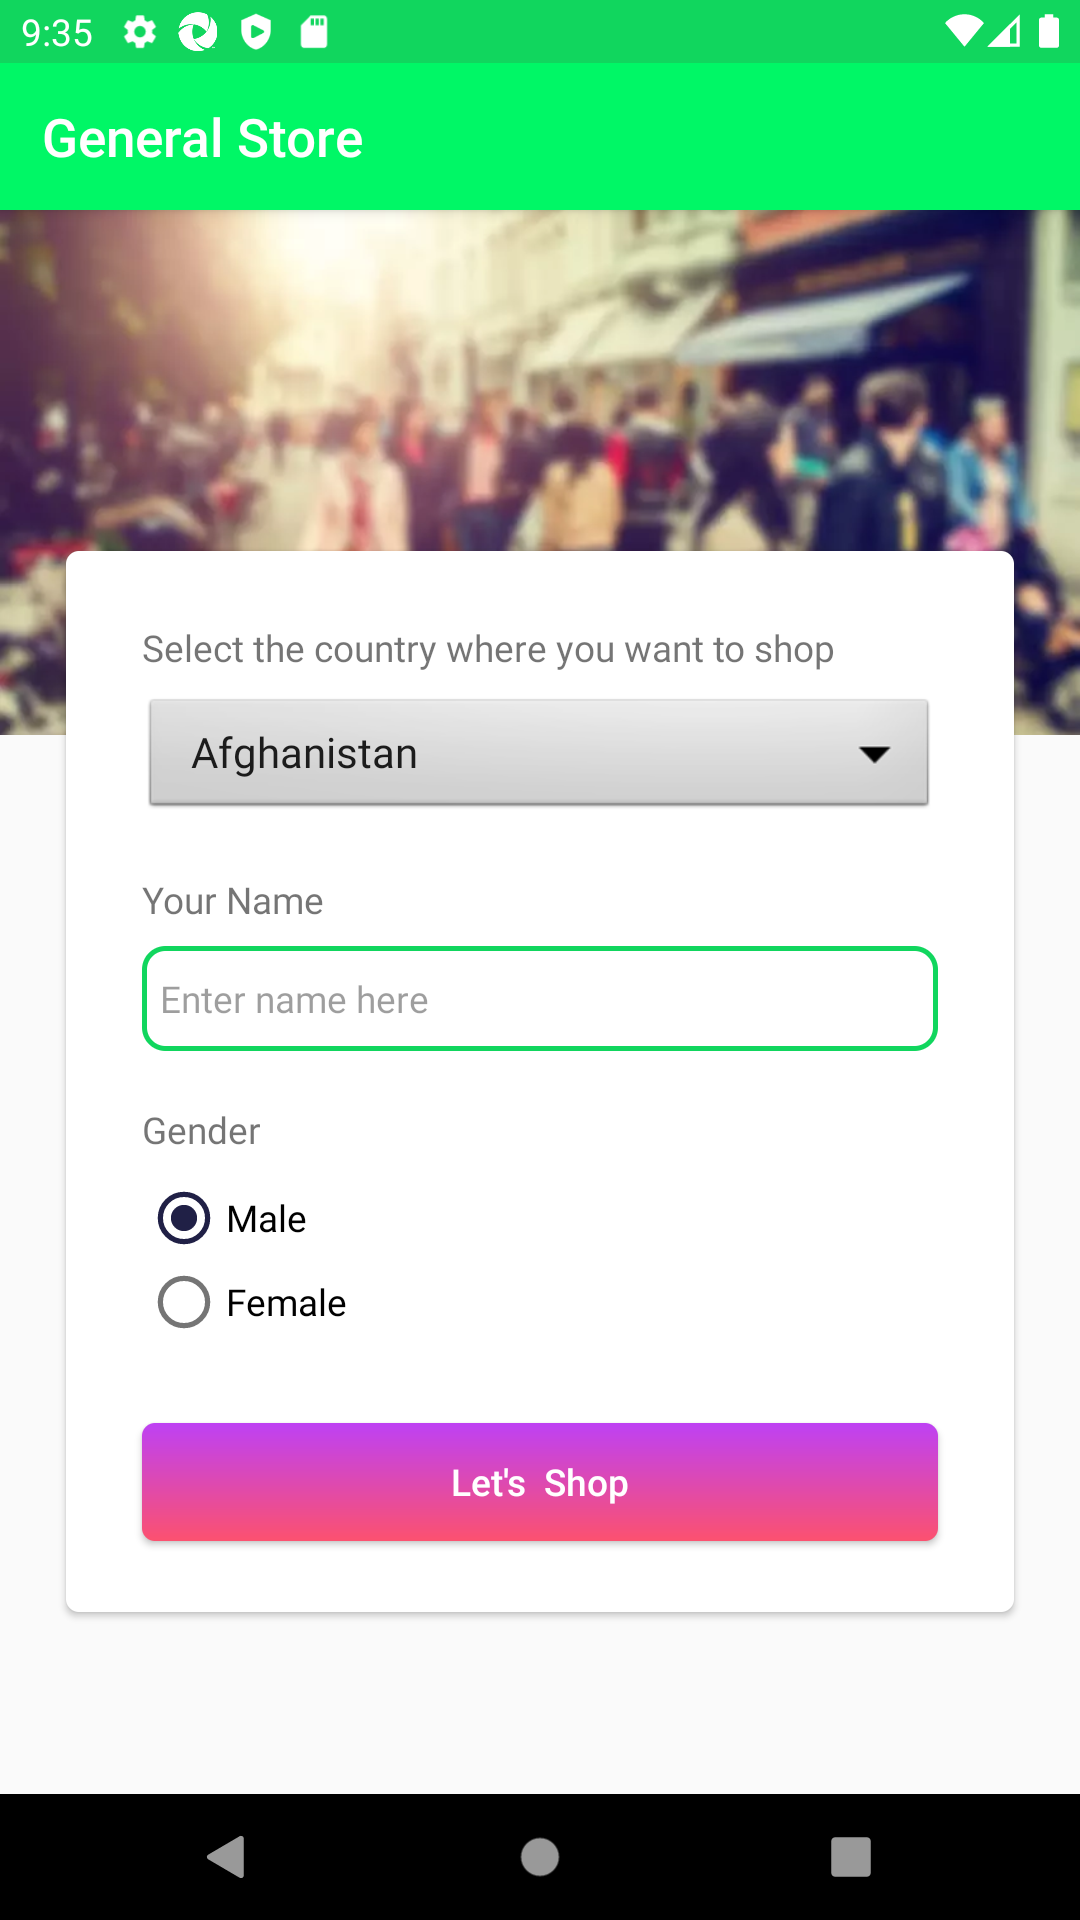 9:35
General Store
Select the country where you want to shop
Afghanistan
Your Name
Enter name here
Gender
Male
Female
Let's Shop